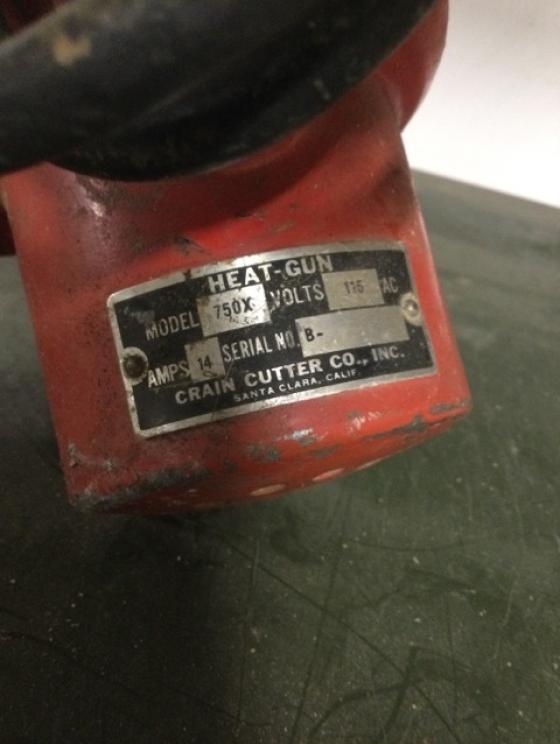 HEAT-GUN
MODEL 750X VOLTS 115 AC
AMPS 14 SERIAL NO. B-
CRAIN CUTTER CO., INC.
SANTA CLARA, CALIF.